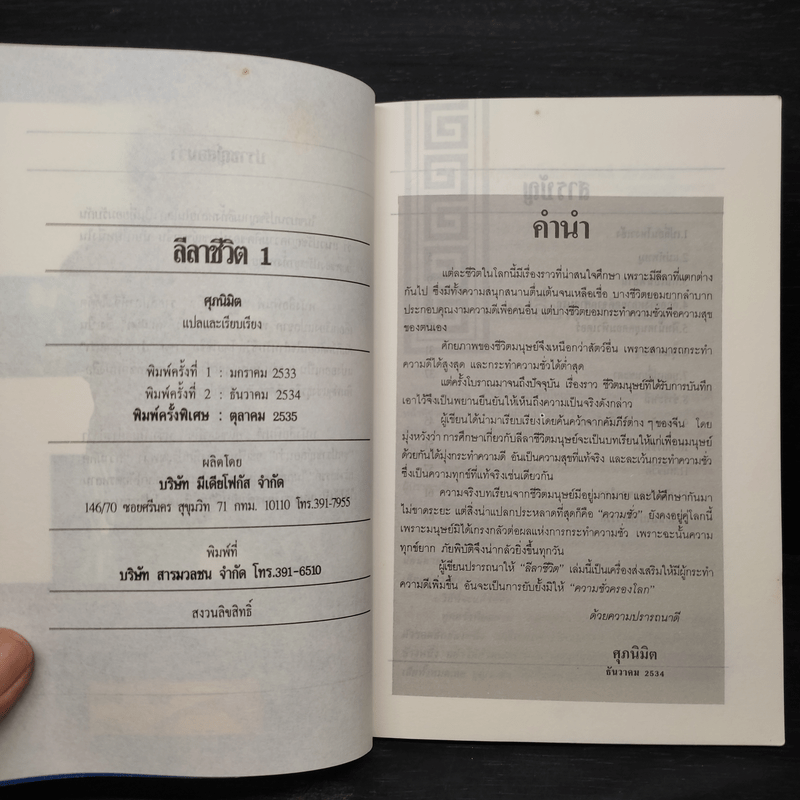 ลีลาชีวิต 1
ศุภนิมิต
แปลและเรียบเรียง
พิมพ์ครั้งที่ 1 : มกราคม 2533
พิมพ์ครั้งที่ 2 : ธันวาคม 2534
พิมพ์ครั้งพิเศษ : ตุลาคม 2535
ผลิตโดย
บริษัท มีเดียโฟกัส จำกัด
146/70 ซอยศรีนคร สุขุมวิท 71 กทม. 10110 โทร.391-7955
พิมพ์ที่
บริษัท สารมวลชน จำกัด โทร.391-6510
สงวนลิขสิทธิ์
คำนำ
แต่ละชีวิตในโลกนี้มีเรื่องราวที่น่าสนใจศึกษา เพราะมีลีลาที่แตกต่าง
กันไป ซึ่งมีทั้งความสนุกสนานตื่นเต้นจนเหลือเชื่อ บางชีวิตยอมยากลำบาก
ประกอบคุณงามความดีเพื่อคนอื่น แต่บางชีวิตยอมกระทำความชั่วเพื่อความสุข
ของตนเอง
ศักยภาพของชีวิตมนุษย์จึงเหนือกว่าสัตว์อื่น เพราะสามารถกระทำ
ความดีได้สูงสุด และกระทำความชั่วได้ต่ำสุด
แต่ครั้งโบราณมาจนถึงปัจจุบัน เรื่องราว ชีวิตมนุษย์ที่ได้รับการบันทึก
เอาไว้จึงเป็นพยานยืนยันให้เห็นถึงความเป็นจริงดังกล่าว
ผู้เขียนได้นำมาเรียบเรียงโดยค้นคว้าจากคัมภีร์ต่าง ๆ ของจีน โดย
มุ่งหวังว่า การศึกษาเกี่ยวกับลีลาชีวิตมนุษย์จะเป็นบทเรียนให้แก่เพื่อนมนุษย์
ด้วยกันได้มุ่งกระทำความดี อันเป็นความสุขที่แท้จริง และละเว้นกระทำความชั่ว
ซึ่งเป็นความทุกข์ที่แท้จริงเช่นเดียวกัน
ความจริงบทเรียนจากชีวิตมนุษย์มีอยู่มากมาย และได้ศึกษากันมา
ไม่ขาดระยะ แต่สิ่งน่าแปลกประหลาดที่สุดก็คือ “ความชั่ว” ยังคงอยู่คู่โลกนี้
เพราะมนุษย์มิได้เกรงกลัวต่อผลแห่งการกระทำความชั่ว เพราะฉะนั้นความ
ทุกข์ยาก ภัยพิบัติจึงน่ากลัวยิ่งขึ้นทุกวัน
ผู้เขียนปรารถนาให้ “ลีลาชีวิต” เล่มนี้เป็นเครื่องส่งเสริมให้มีผู้กระทำ
ความดีเพิ่มขึ้น อันจะเป็นการยับยั้งมิให้ “ความชั่วครองโลก”
ด้วยความปรารถนาดี
ศุภนิมิต
ธันวาคม 2534